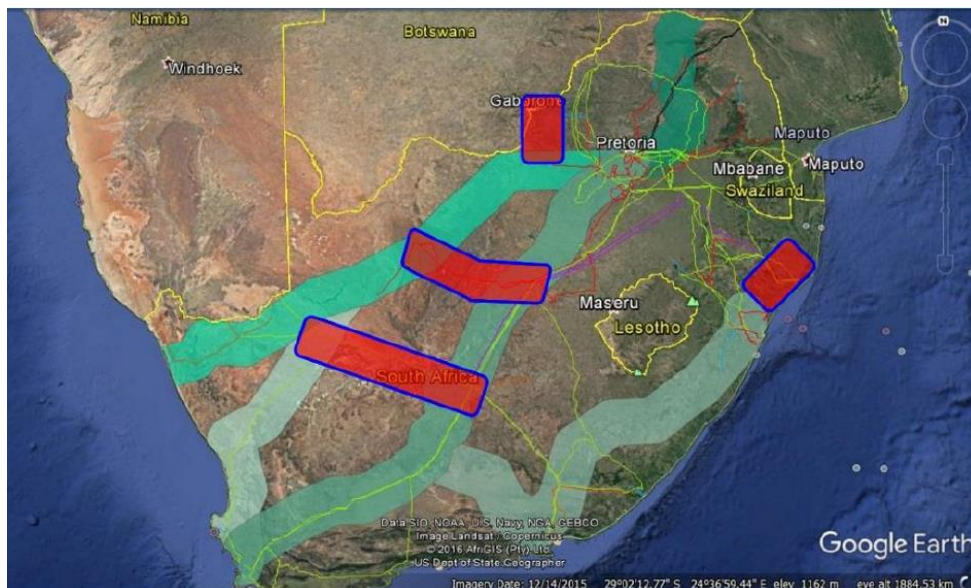 Namibia
Botswana
Windhoek
N
Gaborone
Pretoria
Maputo
Maputo
Mbabane
Swaziland
Maseru
Lesotho
South Africa
Data SIO, NOAA, U.S. Navy, NGA, GEBCO
Image Landsat / Copernicus
© 2016 AfriGIS (Pty) Ltd.
US Dept of State Geographer
Google Earth
Imagery Date: 12/14/2015 29°02'12.77" S 24°36'59.44" E elev 1162 m eye alt 1884.53 km